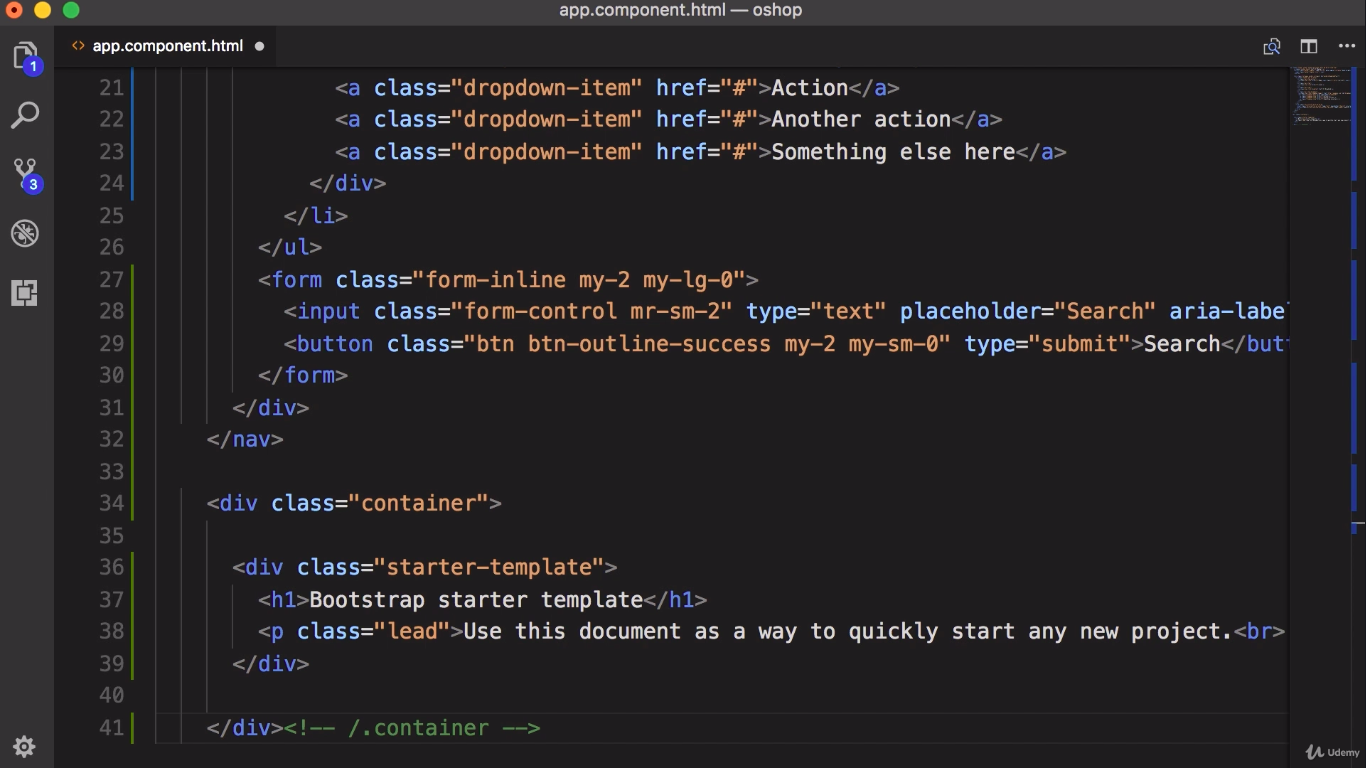 app.component.html — oshop
<> app.component.html
1
3
21 <a class="dropdown-item" href="#">Action</a>
22 <a class="dropdown-item" href="#">Another action</a>
23 <a class="dropdown-item" href="#">Something else here</a>
24 </div>
25 </li>
26 </ul>
27 <form class="form-inline my-2 my-lg-0">
28 <input class="form-control mr-sm-2" type="text" placeholder="Search" aria-label
29 <button class="btn btn-outline-success my-2 my-sm-0" type="submit">Search</butt
30 </form>
31 </div>
32 </nav>
33
34 <div class="container">
35
36 <div class="starter-template">
37 <h1>Bootstrap starter template</h1>
38 <p class="lead">Use this document as a way to quickly start any new project.<br>
39 </div>
40
41 </div><!-- /.container -->
Udemy